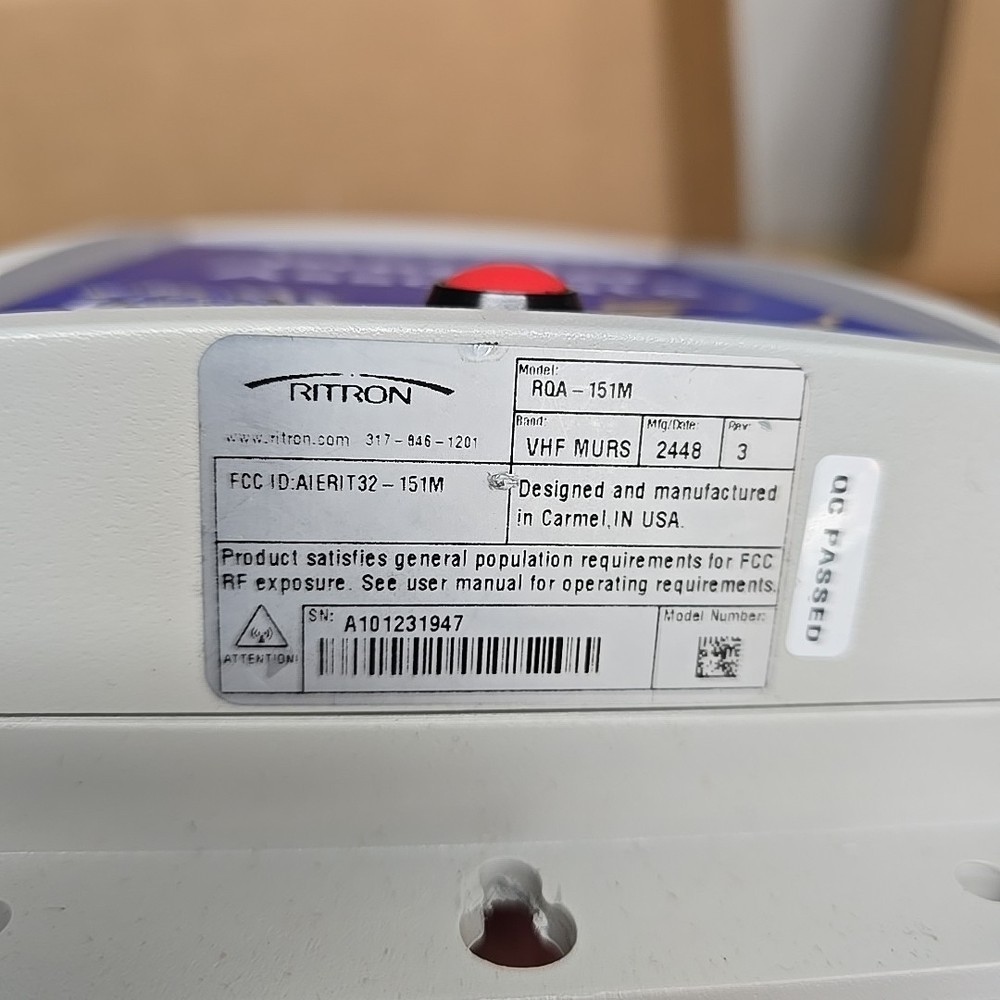 RITRON
www.ritron.com 317-846-1201
Model:
RQA-151M
Band:
VHF MURS
Mfg/Date:
2448
Rev:
3
FCC ID:AIERIT32-151M
Designed and manufactured
in Carmel,IN USA.
Product satisfies general population requirements for FCC
RF exposure. See user manual for operating requirements.
ATTENTION!
SN: A101231947
Model Number:
QC PASSED